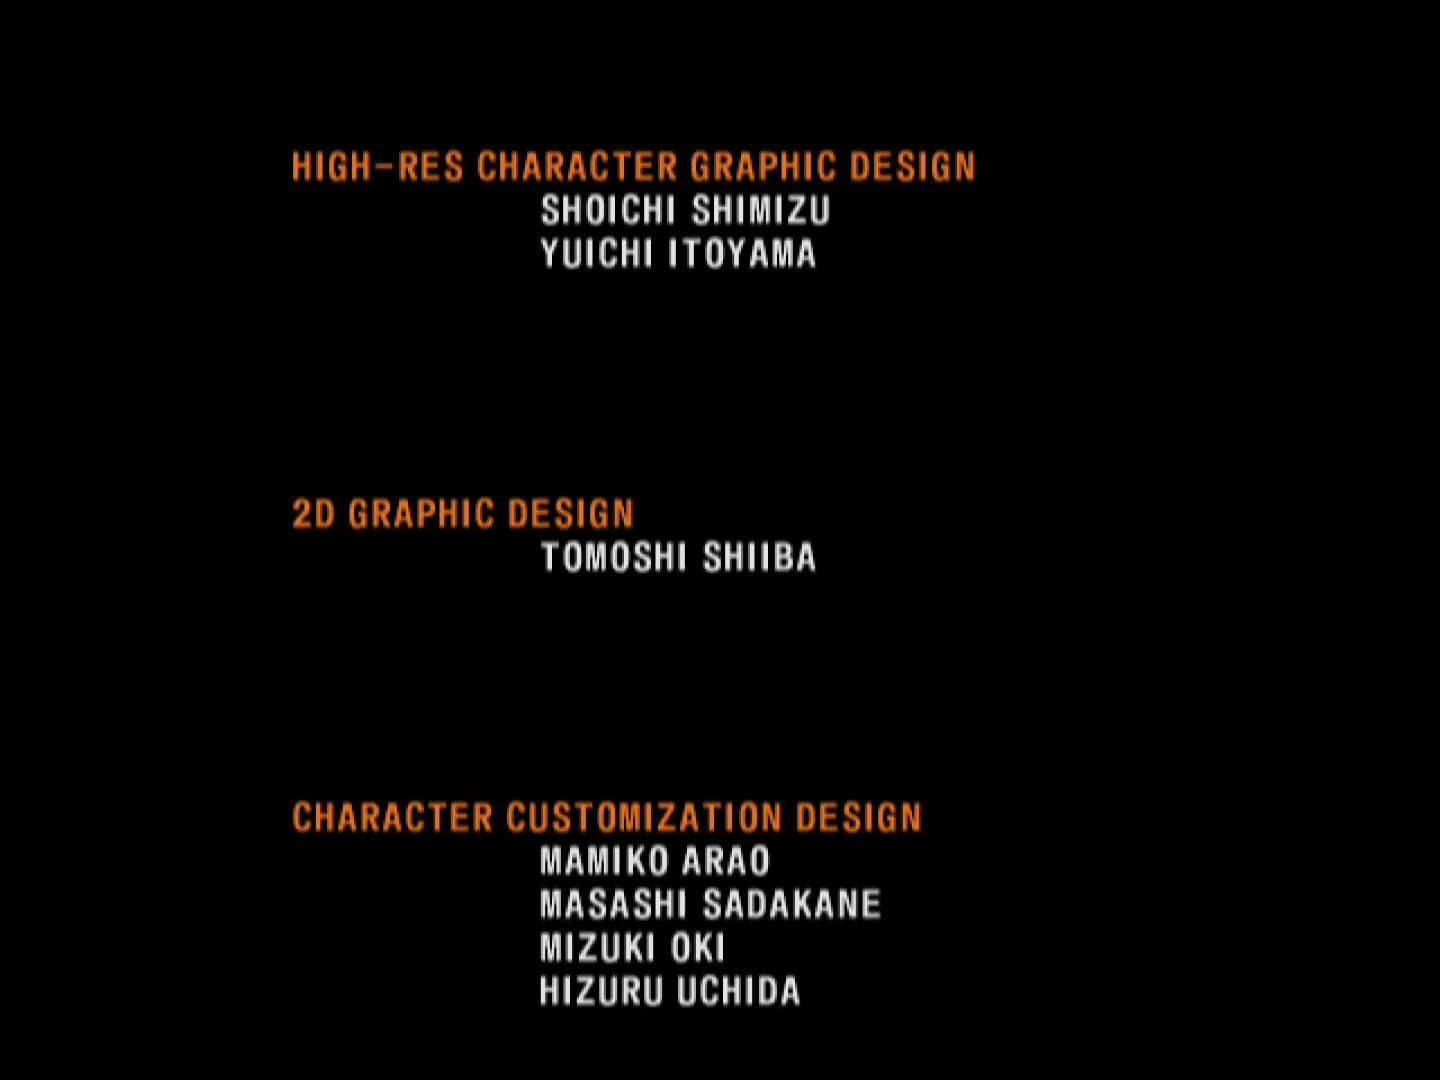 HIGH-RES CHARACTER GRAPHIC DESIGN
SHOICHI SHIMIZU
YUICHI ITOYAMA
2D GRAPHIC DESIGN
TOMOSHI SHIIBA
CHARACTER CUSTOMIZATION DESIGN
MAMIKO ARAO
MASASHI SADAKANE
MIZUKI OKI
HIZURU UCHIDA